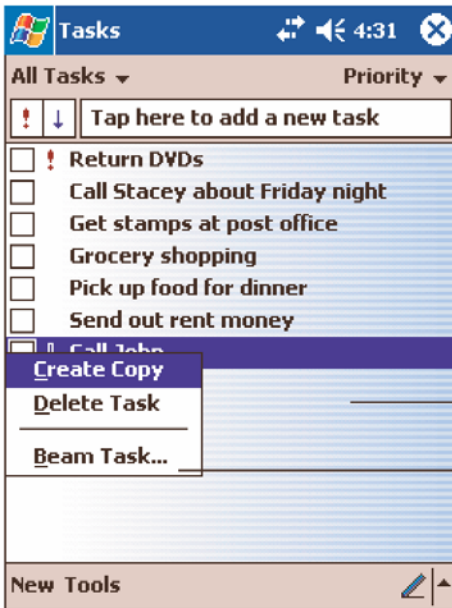 Tasks 4:31
All Tasks Priority
! ↓ Tap here to add a new task
! Return DVDs
Call Stacey about Friday night
Get stamps at post office
Grocery shopping
Pick up food for dinner
Send out rent money
Call John
Create Copy
Delete Task
Beam Task...
New Tools